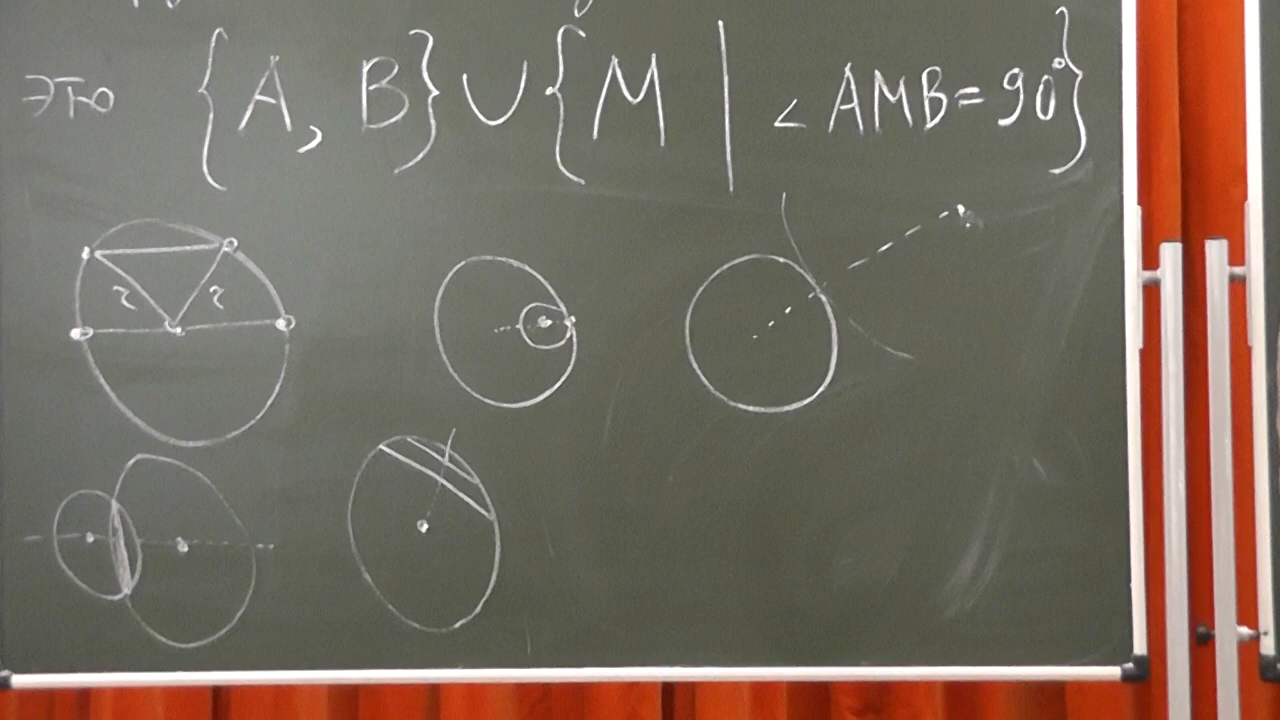 это {A, B} ∪ {M | ∠ AMB = 90°}
r r